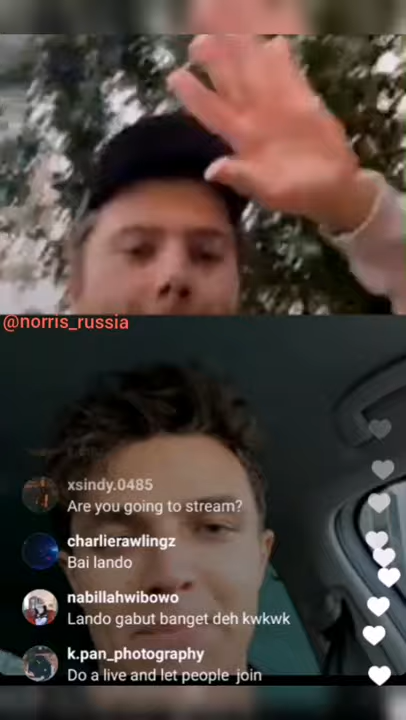 @norris_russia
xsindy.0485
Are you going to stream?
charlierawlingz
Bai lando
nabillahwibowo
Lando gabut banget deh kwkwk
k.pan_photography
Do a live and let people join